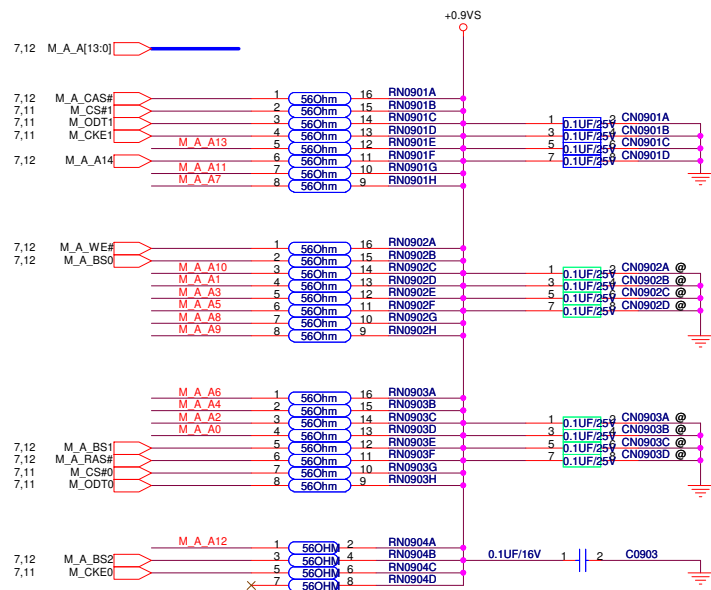 +0.9VS
7,12 M_A_A[13:0]
7,12 M_A_CAS# 1 56Ohm 16 RN0901A
7,11 M_CS#1 2 56Ohm 15 RN0901B
7,11 M_ODT1 3 56Ohm 14 RN0901C 1 0.1UF/25V 2 CN0901A
7,11 M_CKE1 4 56Ohm 13 RN0901D 3 0.1UF/25V 4 CN0901B
M_A_A13 5 56Ohm 12 RN0901E 5 0.1UF/25V 6 CN0901C
7,12 M_A_A14 6 56Ohm 11 RN0901F 7 0.1UF/25V 8 CN0901D
M_A_A11 7 56Ohm 10 RN0901G
M_A_A7 8 56Ohm 9 RN0901H
7,12 M_A_WE# 1 56Ohm 16 RN0902A
7,12 M_A_BS0 2 56Ohm 15 RN0902B
M_A_A10 3 56Ohm 14 RN0902C 1 0.1UF/25V 2 CN0902A @
M_A_A1 4 56Ohm 13 RN0902D 3 0.1UF/25V 4 CN0902B @
M_A_A3 5 56Ohm 12 RN0902E 5 0.1UF/25V 6 CN0902C @
M_A_A5 6 56Ohm 11 RN0902F 7 0.1UF/25V 8 CN0902D @
M_A_A8 7 56Ohm 10 RN0902G
M_A_A9 8 56Ohm 9 RN0902H
M_A_A6 1 56Ohm 16 RN0903A
M_A_A4 2 56Ohm 15 RN0903B
M_A_A2 3 56Ohm 14 RN0903C 1 0.1UF/25V 2 CN0903A @
M_A_A0 4 56Ohm 13 RN0903D 3 0.1UF/25V 4 CN0903B @
7,12 M_A_BS1 5 56Ohm 12 RN0903E 5 0.1UF/25V 6 CN0903C @
7,12 M_A_RAS# 6 56Ohm 11 RN0903F 7 0.1UF/25V 8 CN0903D @
7,11 M_CS#0 7 56Ohm 10 RN0903G
7,11 M_ODT0 8 56Ohm 9 RN0903H
M_A_A12 1 56OHM 2 RN0904A
7,12 M_A_BS2 3 56OHM 4 RN0904B 0.1UF/16V 1 2 C0903
7,11 M_CKE0 5 56OHM 6 RN0904C
7 56OHM 8 RN0904D